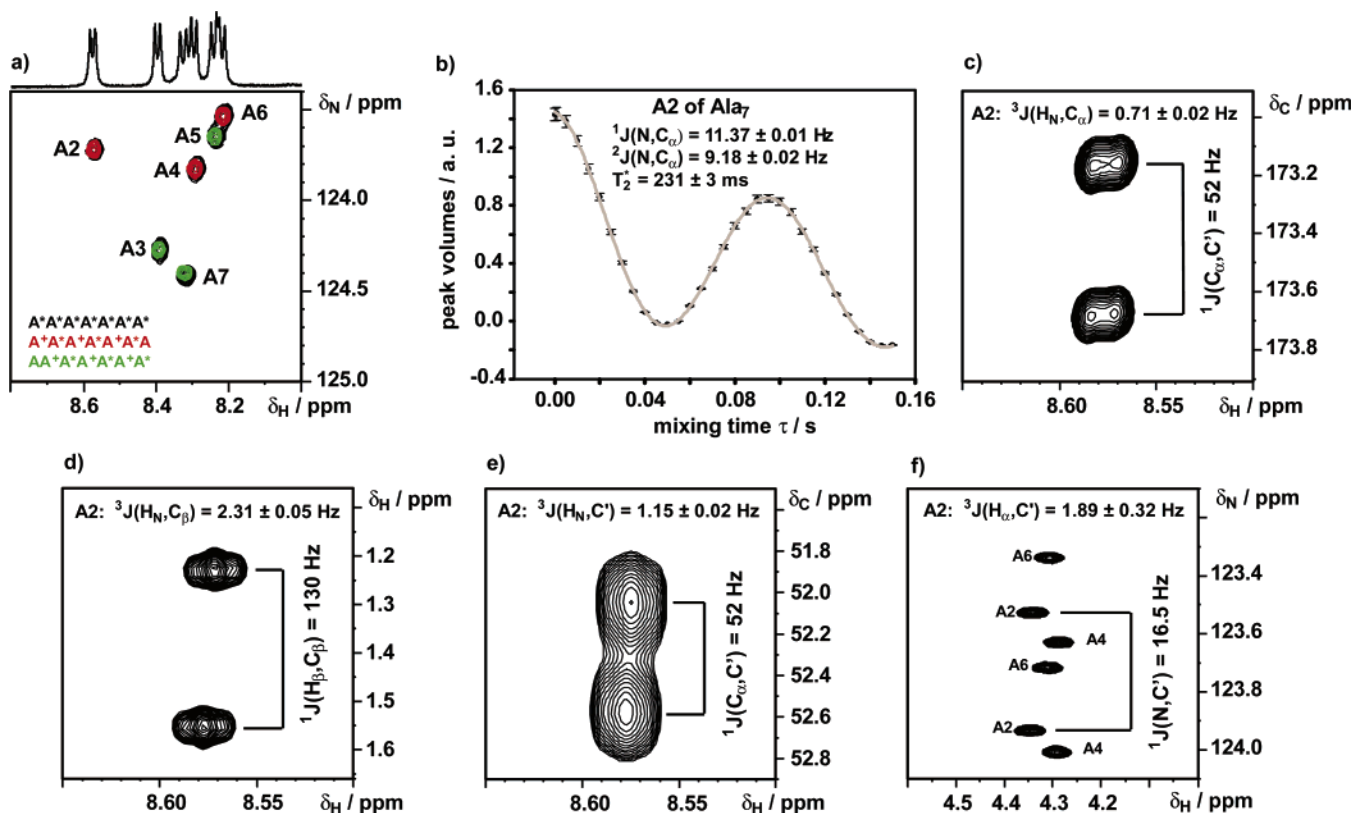 a)
δN / ppm
A6
A5
A2
A4
124.0
A3
A7
124.5
A*A*A*A*A*A*A*
A+A*A+A*A+A*A
AA+A*A+A*A+A*
125.0
8.6
8.4
8.2
δH / ppm
b)
A2 of Ala7
1J(N,Cα) = 11.37 ± 0.01 Hz
2J(N,Cα) = 9.18 ± 0.02 Hz
T2* = 231 ± 3 ms
peak volumes / a. u.
1.6
1.2
0.8
0.4
0.0
-0.4
0.00
0.04
0.08
0.12
0.16
mixing time τ / s
c)
δC / ppm
A2: 3J(HN,Cα) = 0.71 ± 0.02 Hz
1J(Cα,C') = 52 Hz
173.2
173.4
173.6
173.8
8.60
8.55
δH / ppm
d)
δH / ppm
A2: 3J(HN,Cβ) = 2.31 ± 0.05 Hz
1J(Hβ,Cβ) = 130 Hz
1.2
1.3
1.4
1.5
1.6
8.60
8.55
δH / ppm
e)
δC / ppm
A2: 3J(HN,C') = 1.15 ± 0.02 Hz
1J(Cα,C') = 52 Hz
51.8
52.0
52.2
52.4
52.6
52.8
8.60
8.55
δH / ppm
f)
δN / ppm
A2: 3J(Hα,C') = 1.89 ± 0.32 Hz
A6
A2
A4
A6
A2
A4
1J(N,C') = 16.5 Hz
123.4
123.6
123.8
124.0
4.5
4.4
4.3
4.2
δH / ppm